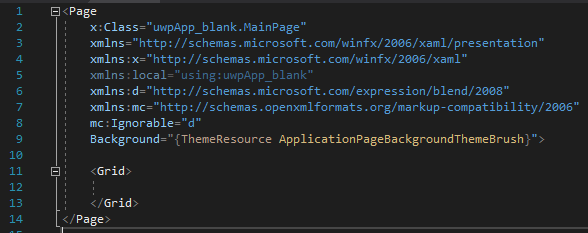 1 <Page
2 x:Class="uwpApp_blank.MainPage"
3 xmlns="http://schemas.microsoft.com/winfx/2006/xaml/presentation"
4 xmlns:x="http://schemas.microsoft.com/winfx/2006/xaml"
5 xmlns:local="using:uwpApp_blank"
6 xmlns:d="http://schemas.microsoft.com/expression/blend/2008"
7 xmlns:mc="http://schemas.openxmlformats.org/markup-compatibility/2006"
8 mc:Ignorable="d"
9 Background="{ThemeResource ApplicationPageBackgroundThemeBrush}">
10
11 <Grid>
12
13 </Grid>
14 </Page>
15